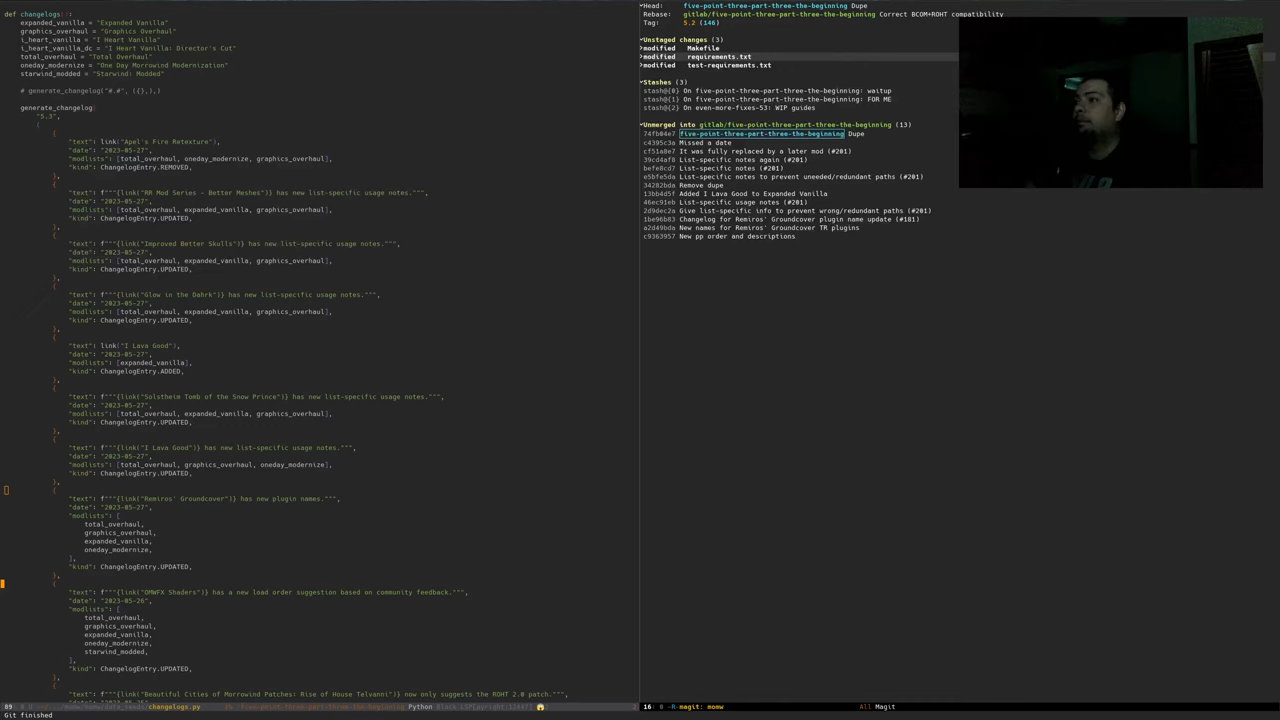 def changelogs():
expanded_vanilla = "Expanded Vanilla"
graphics_overhaul = "Graphics Overhaul"
i_heart_vanilla = "I Heart Vanilla"
i_heart_vanilla_dc = "I Heart Vanilla: Director's Cut"
total_overhaul = "Total Overhaul"
oneday_modernize = "One Day Morrowind Modernization"
starwind_modded = "Starwind: Modded"
# generate_changelog("#.#", ({},),)
generate_changelog(
"5.3",
(
{
"text": link("Apel's Fire Retexture"),
"date": "2023-05-27",
"modlists": [total_overhaul, oneday_modernize, graphics_overhaul],
"kind": ChangelogEntry.REMOVED,
},
{
"text": f"""{link("RR Mod Series - Better Meshes")} has new list-specific usage notes.""",
"date": "2023-05-27",
"modlists": [total_overhaul, expanded_vanilla, graphics_overhaul],
"kind": ChangelogEntry.UPDATED,
},
{
"text": f"""{link("Improved Better Skulls")} has new list-specific usage notes.""",
"date": "2023-05-27",
"modlists": [total_overhaul, expanded_vanilla, graphics_overhaul],
"kind": ChangelogEntry.UPDATED,
},
{
"text": f"""{link("Glow in the Dahrk")} has new list-specific usage notes.""",
"date": "2023-05-27",
"modlists": [total_overhaul, expanded_vanilla, graphics_overhaul],
"kind": ChangelogEntry.UPDATED,
},
{
"text": link("I Lava Good"),
"date": "2023-05-27",
"modlists": [expanded_vanilla],
"kind": ChangelogEntry.ADDED,
},
{
"text": f"""{link("Solstheim Tomb of the Snow Prince")} has new list-specific usage notes.""",
"date": "2023-05-27",
"modlists": [total_overhaul, expanded_vanilla, graphics_overhaul],
"kind": ChangelogEntry.UPDATED,
},
{
"text": f"""{link("I Lava Good")} has new list-specific usage notes.""",
"date": "2023-05-27",
"modlists": [total_overhaul, graphics_overhaul, oneday_modernize],
"kind": ChangelogEntry.UPDATED,
},
{
"text": f"""{link("Remiros' Groundcover")} has new plugin names.""",
"date": "2023-05-27",
"modlists": [
total_overhaul,
graphics_overhaul,
expanded_vanilla,
oneday_modernize,
],
"kind": ChangelogEntry.UPDATED,
},
{
"text": f"""{link("OMWFX Shaders")} has a new load order suggestion based on community feedback.""",
"date": "2023-05-26",
"modlists": [
total_overhaul,
graphics_overhaul,
expanded_vanilla,
oneday_modernize,
starwind_modded,
],
"kind": ChangelogEntry.UPDATED,
},
{
"text": f"""{link("Beautiful Cities of Morrowind Patches: Rise of House Telvanni")} now only suggests the ROHT 2.0 patch.""",
changelogs.py five-point-three-part-three-the-beginning Python
Git finished
Head: five-point-three-part-three-the-beginning Dupe
Rebase: gitlab/five-point-three-the-beginning Correct BCOM+ROHT compatibility
Tag: 5.2 (146)
Unstaged changes (3)
modified Makefile
modified requirements.txt
modified test-requirements.txt
Stashes (3)
stash@{0} On five-point-three-part-three-the-beginning: waitup
stash@{1} On five-point-three-part-three-the-beginning: FOR ME
stash@{2} On even-more-fixes-53: WIP guides
Unmerged into gitlab/five-point-three-the-beginning (13)
74fb84e7 five-point-three-part-three-the-beginning Dupe
c4395c3a Missed a date
cf51a8e7 It was fully replaced by a later mod (#201)
39cd4af8 List-specific notes again (#201)
befe8cd7 List-specific notes (#201)
e5bfe5da List-specific notes to prevent uneeded/redundant paths (#201)
34282bda Remove dupe
13bb4d5f Added I Lava Good to Expanded Vanilla
46ec91eb List-specific usage notes (#201)
2d9dec2a Give list-specific info to prevent wrong/redundant paths (#201)
1be96b83 Changelog for Remiros' Groundcover plugin name update (#181)
a2d49bda New names for Remiros' Groundcover TR plugins
c9363957 New pp order and descriptions
16: 0 -R-magit: momw All Magit